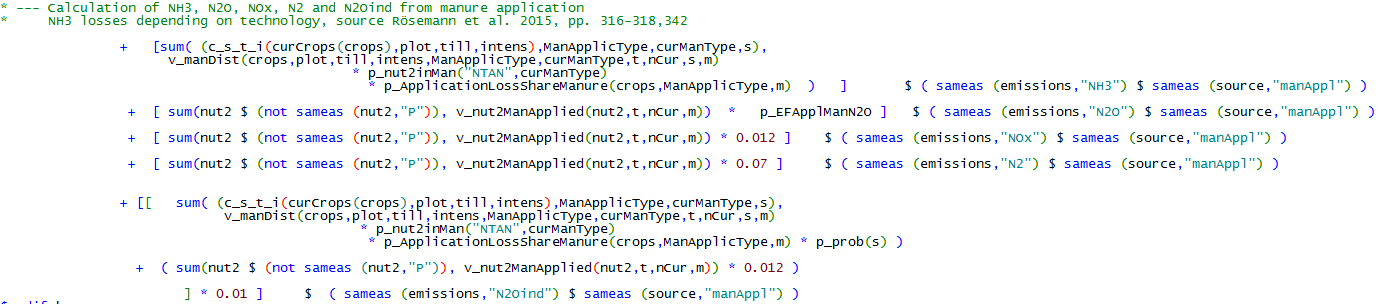 * --- Calculation of NH3, N2O, NOx, N2 and N2Oind from manure application
* NH3 losses depending on technology, source Rösemann et al. 2015, pp. 316-318,342
+ [sum( (c_s_t_i(curCrops(crops),plot,till,intens),ManApplicType,curManType,s),
v_manDist(crops,plot,till,intens,ManApplicType,curManType,t,nCur,s,m)
* p_nut2inMan("NTAN",curManType)
* p_ApplicationLossShareManure(crops,ManApplicType,m) ) ] $ ( sameas (emissions,"NH3") $ sameas (source,"manAppl") )
+ [ sum(nut2 $ (not sameas (nut2,"P")), v_nut2ManApplied(nut2,t,nCur,m)) * p_EFApplManN2O ] $ ( sameas (emissions,"N2O") $ sameas (source,"manAppl") )
+ [ sum(nut2 $ (not sameas (nut2,"P")), v_nut2ManApplied(nut2,t,nCur,m)) * 0.012 ] $ ( sameas (emissions,"NOx") $ sameas (source,"manAppl") )
+ [ sum(nut2 $ (not sameas (nut2,"P")), v_nut2ManApplied(nut2,t,nCur,m)) * 0.07 ] $ ( sameas (emissions,"N2") $ sameas (source,"manAppl") )
+ [[ sum( (c_s_t_i(curCrops(crops),plot,till,intens),ManApplicType,curManType,s),
v_manDist(crops,plot,till,intens,ManApplicType,curManType,t,nCur,s,m)
* p_nut2inMan("NTAN",curManType)
* p_ApplicationLossShareManure(crops,ManApplicType,m) * p_prob(s) )
+ ( sum(nut2 $ (not sameas (nut2,"P")), v_nut2ManApplied(nut2,t,nCur,m)) * 0.012 )
] * 0.01 ] $ ( sameas (emissions,"N2Oind") $ sameas (source,"manAppl") )